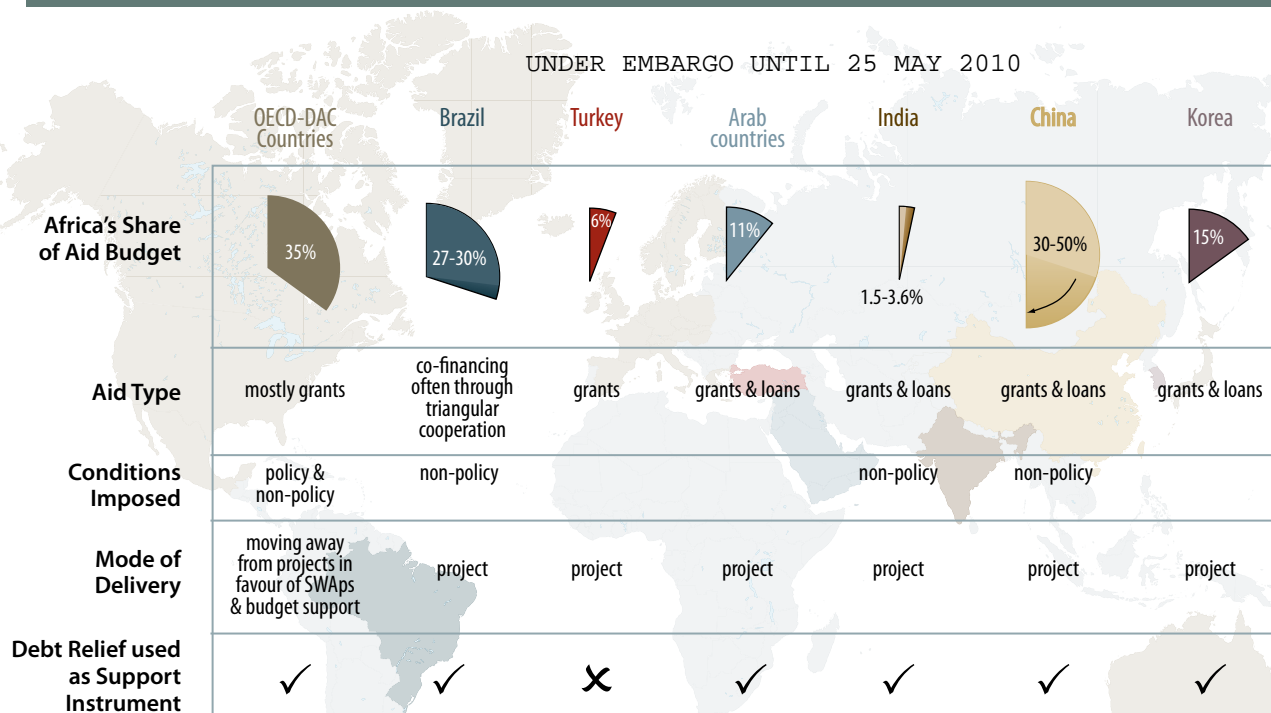 UNDER EMBARGO UNTIL 25 MAY 2010
OECD-DAC
Countries
Brazil
Turkey
Arab
countries
India
China
Korea
Africa's Share
of Aid Budget
35%
27-30%
6%
11%
1.5-3.6%
30-50%
15%
Aid Type
mostly grants
co-financing
often through
triangular
cooperation
grants
grants & loans
grants & loans
grants & loans
grants & loans
Conditions
Imposed
policy &
non-policy
non-policy
non-policy
non-policy
Mode of
Delivery
moving away
from projects in
favour of SWAps
& budget support
project
project
project
project
project
project
Debt Relief used
as Support
Instrument